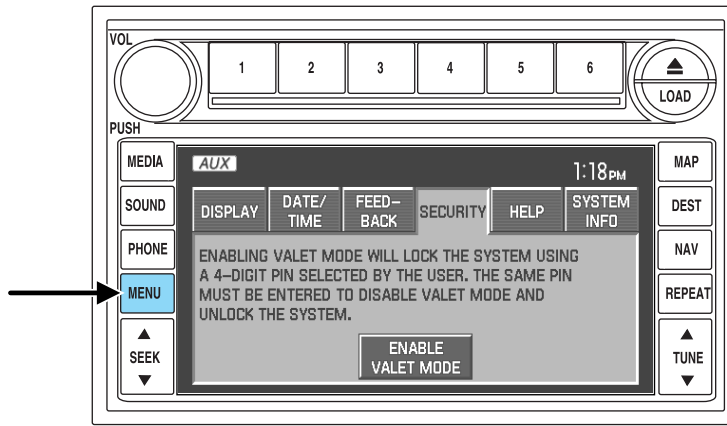 VOL
PUSH
1
2
3
4
5
6
LOAD
MEDIA
SOUND
PHONE
MENU
SEEK
AUX
1:18PM
DISPLAY
DATE/
TIME
FEED-
BACK
SECURITY
HELP
SYSTEM
INFO
ENABLING VALET MODE WILL LOCK THE SYSTEM USING
A 4-DIGIT PIN SELECTED BY THE USER. THE SAME PIN
MUST BE ENTERED TO DISABLE VALET MODE AND
UNLOCK THE SYSTEM.
ENABLE
VALET MODE
MAP
DEST
NAV
REPEAT
TUNE